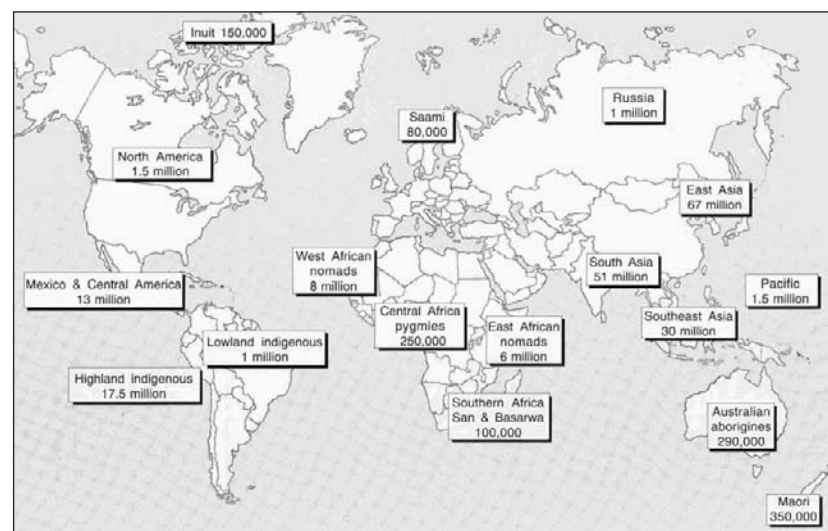 Inuit 150,000
Saami
80,000
Russia
1 million
North America
1.5 million
East Asia
67 million
West African
nomads
8 million
South Asia
51 million
Mexico & Central America
13 million
Pacific
1.5 million
Central Africa
pygmies
250,000
East African
nomads
6 million
Southeast Asia
30 million
Lowland indigenous
1 million
Highland indigenous
17.5 million
Southern Africa
San & Basarwa
100,000
Australian
aborigines
290,000
Maori
350,000